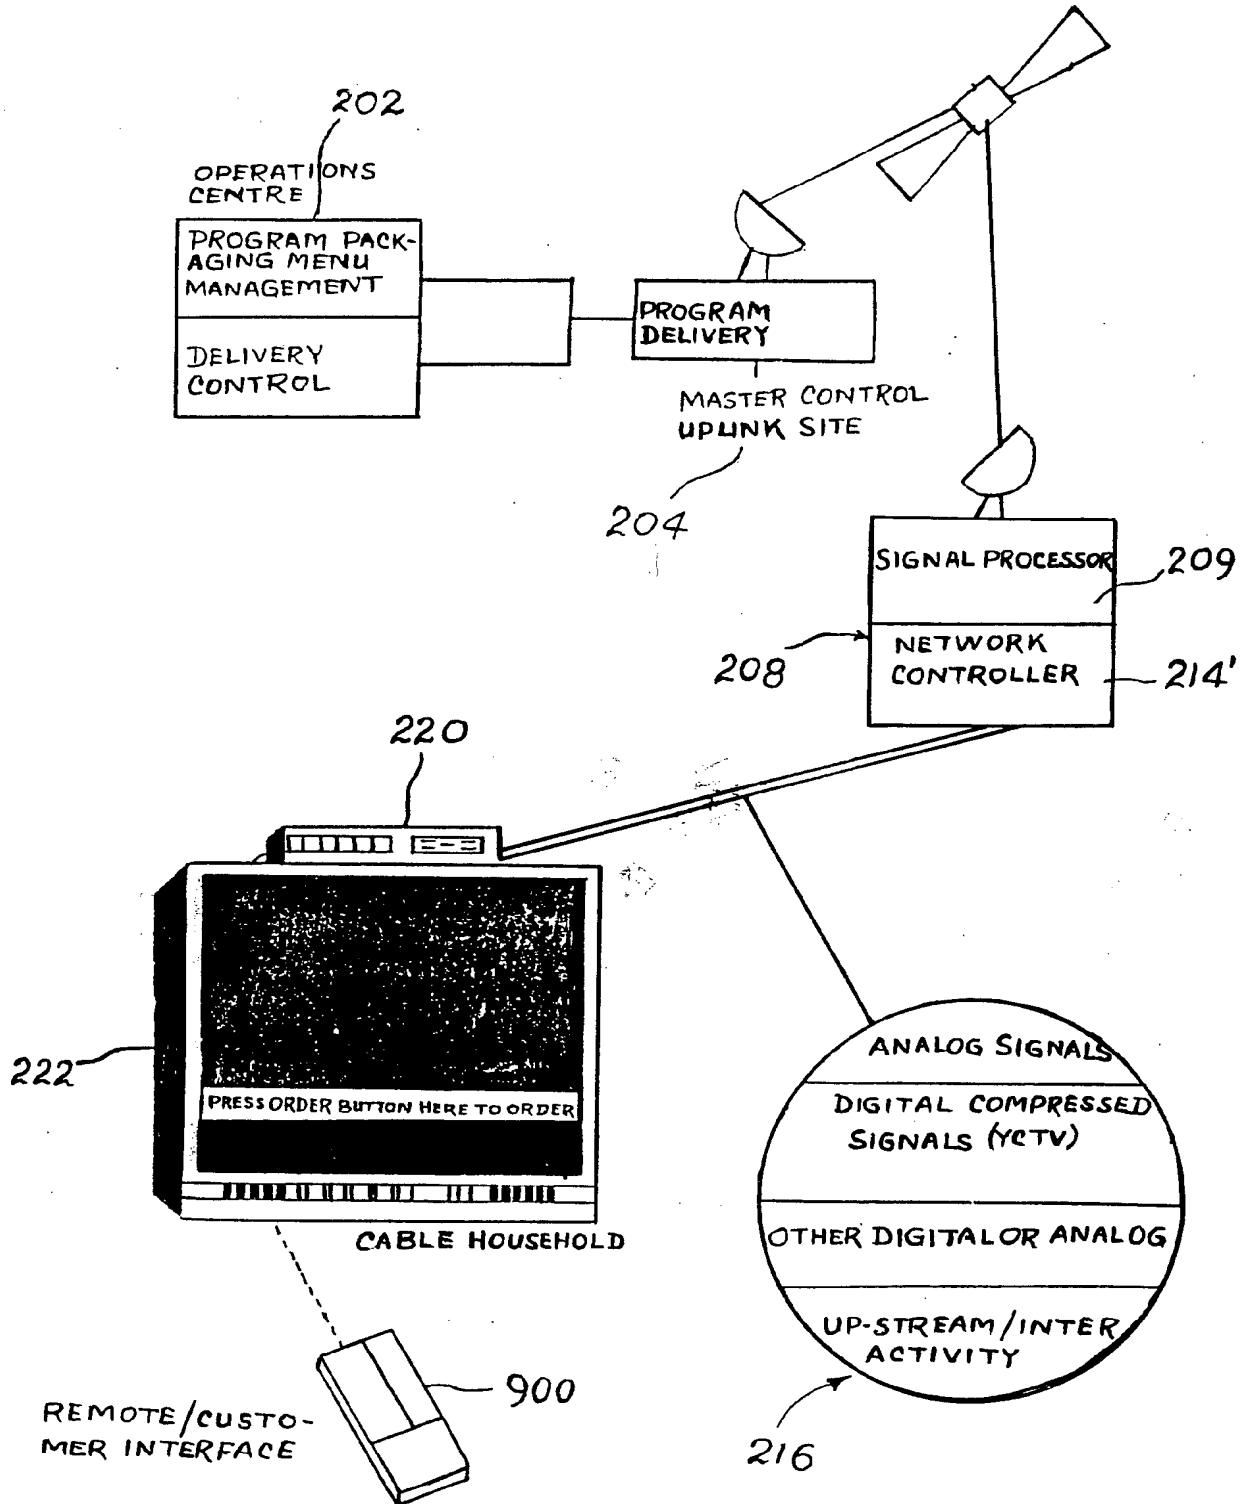 202
OPERATIONS
CENTRE
PROGRAM PACK-
AGING MENU
MANAGEMENT
DELIVERY
CONTROL
PROGRAM
DELIVERY
MASTER CONTROL
UPLINK SITE
204
SIGNAL PROCESSOR
209
NETWORK
CONTROLLER
208
214'
220
222
PRESS ORDER BUTTON HERE TO ORDER
CABLE HOUSEHOLD
ANALOG SIGNALS
DIGITAL COMPRESSED
SIGNALS (YCTV)
OTHER DIGITAL OR ANALOG
UP-STREAM/INTER
ACTIVITY
216
900
REMOTE/CUSTO-
MER INTERFACE